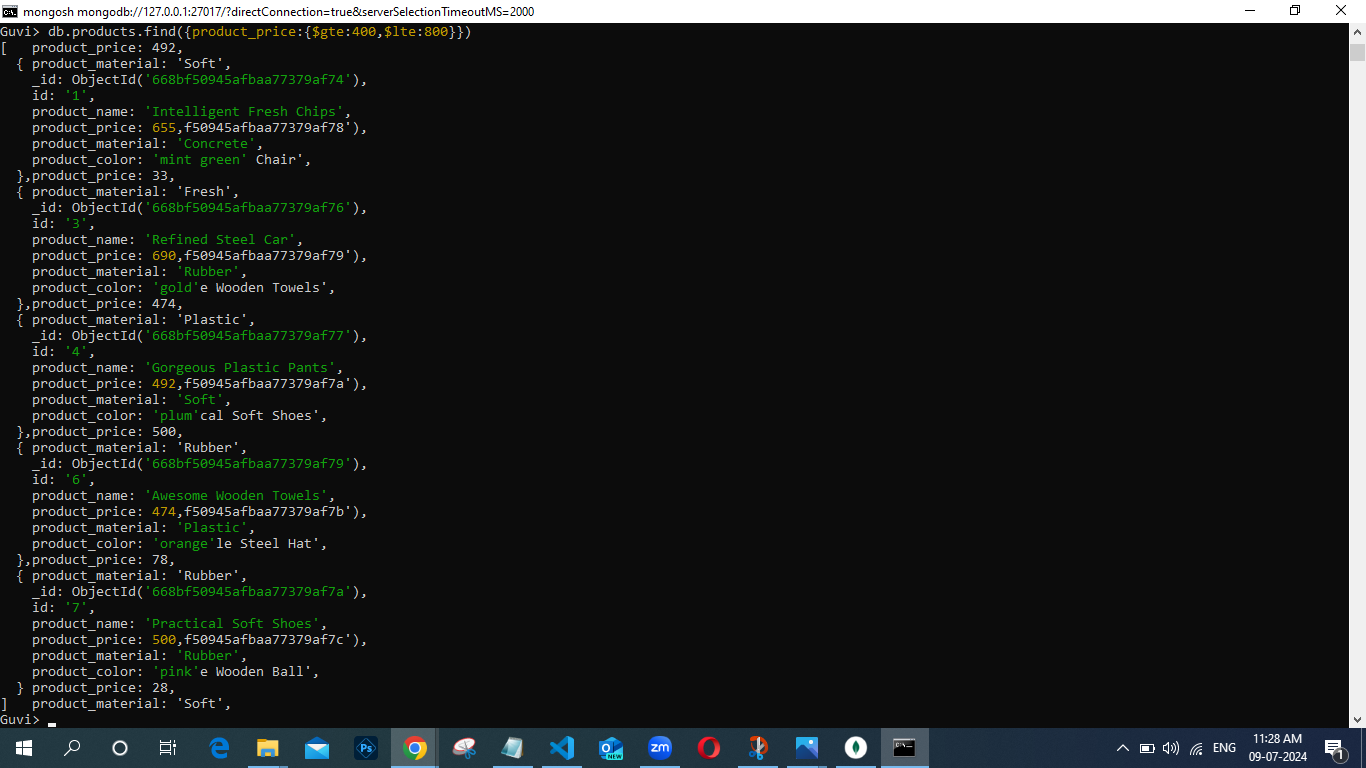 mongosh mongodb://127.0.0.1:27017/?directConnection=true&serverSelectionTimeoutMS=2000
Guvi> db.products.find({product_price:{$gte:400,$lte:800}})
[   product_price: 492,
  { product_material: 'Soft',
    _id: ObjectId('668bf50945afbaa77379af74'),
    id: '1',
    product_name: 'Intelligent Fresh Chips',
    product_price: 655,f50945afbaa77379af78'),
    product_material: 'Concrete',
    product_color: 'mint green' Chair',
  },product_price: 33,
  { product_material: 'Fresh',
    _id: ObjectId('668bf50945afbaa77379af76'),
    id: '3',
    product_name: 'Refined Steel Car',
    product_price: 690,f50945afbaa77379af79'),
    product_material: 'Rubber',
    product_color: 'gold'e Wooden Towels',
  },product_price: 474,
  { product_material: 'Plastic',
    _id: ObjectId('668bf50945afbaa77379af77'),
    id: '4',
    product_name: 'Gorgeous Plastic Pants',
    product_price: 492,f50945afbaa77379af7a'),
    product_material: 'Soft',
    product_color: 'plum'cal Soft Shoes',
  },product_price: 500,
  { product_material: 'Rubber',
    _id: ObjectId('668bf50945afbaa77379af79'),
    id: '6',
    product_name: 'Awesome Wooden Towels',
    product_price: 474,f50945afbaa77379af7b'),
    product_material: 'Plastic',
    product_color: 'orange'le Steel Hat',
  },product_price: 78,
  { product_material: 'Rubber',
    _id: ObjectId('668bf50945afbaa77379af7a'),
    id: '7',
    product_name: 'Practical Soft Shoes',
    product_price: 500,f50945afbaa77379af7c'),
    product_material: 'Rubber',
    product_color: 'pink'e Wooden Ball',
  } product_price: 28,
]   product_material: 'Soft',
Guvi>
Ps NEW zm ENG 11:28 AM
09-07-2024 1